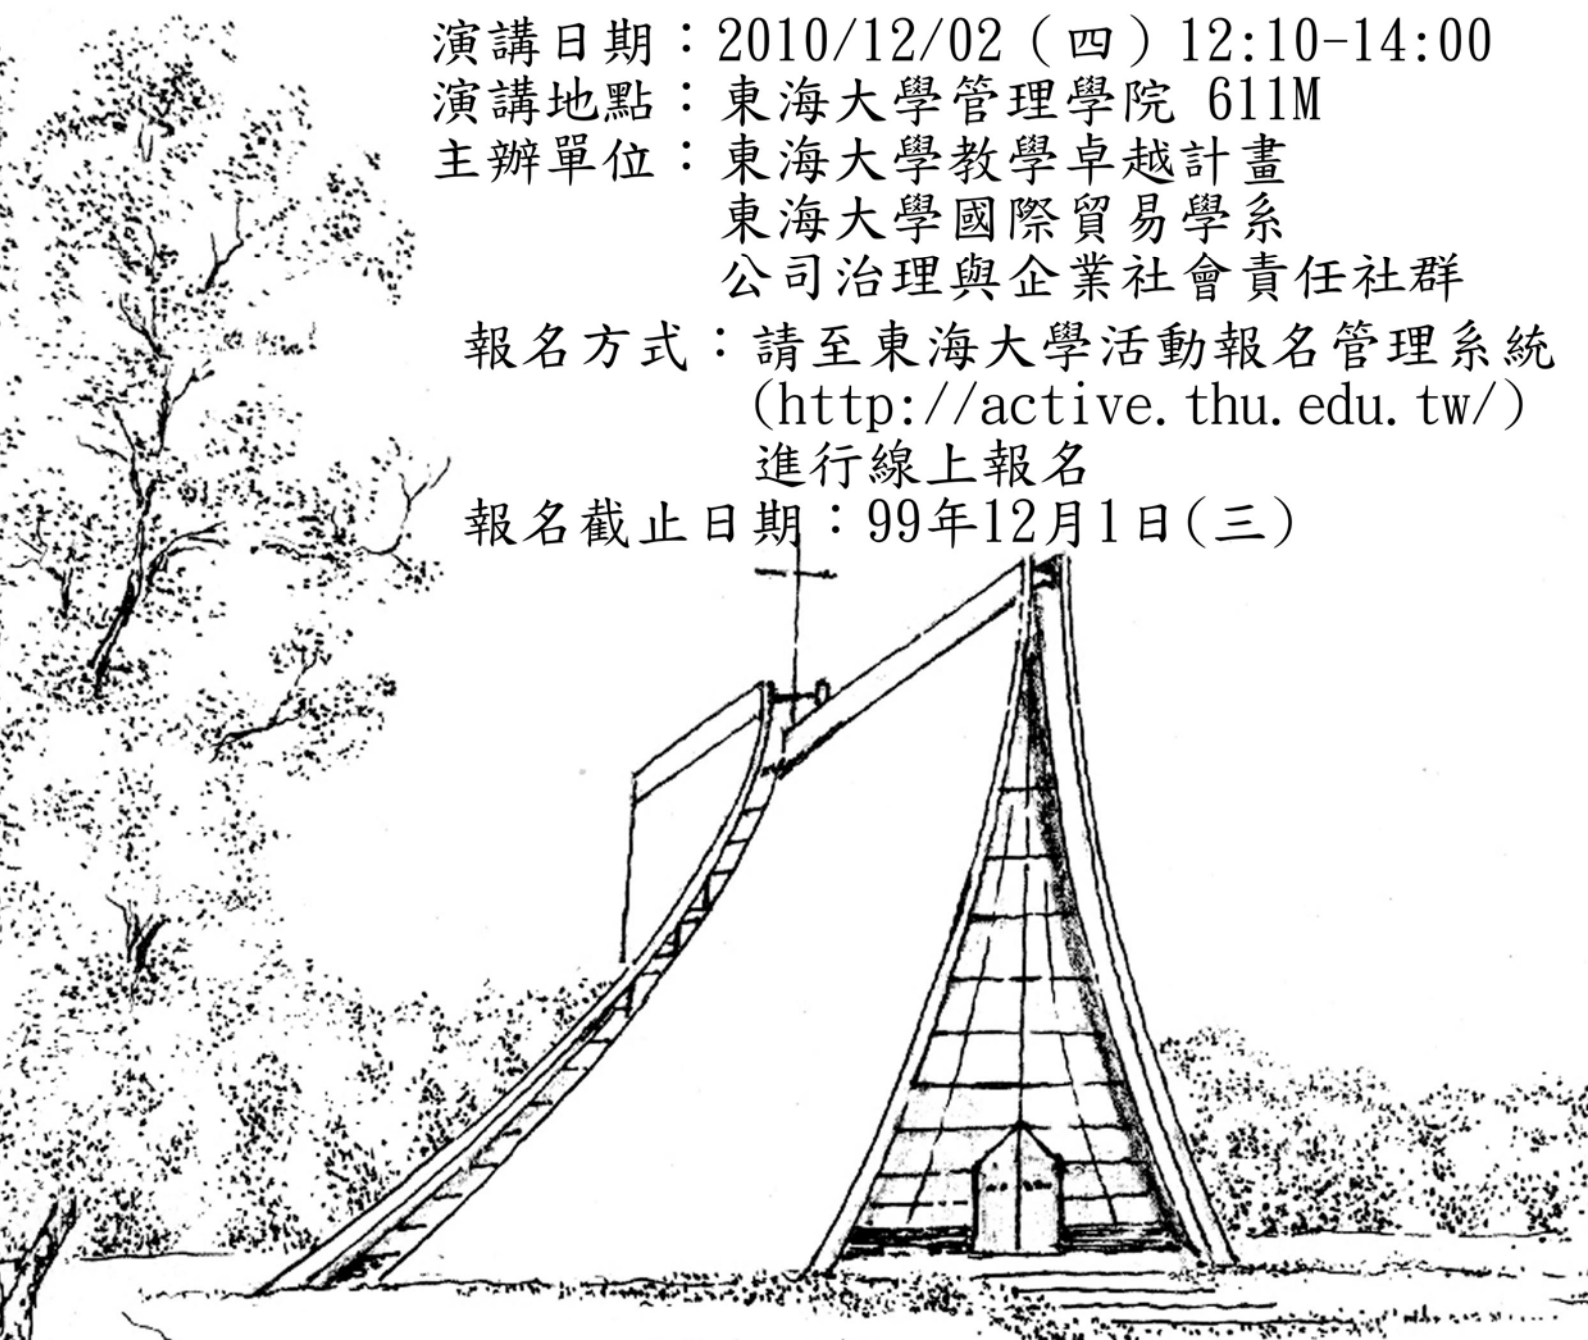 演講日期：2010/12/02（四）12:10-14:00
演講地點：東海大學管理學院 611M
主辦單位：東海大學教學卓越計畫
東海大學國際貿易學系
公司治理與企業社會責任社群
報名方式：請至東海大學活動報名管理系統
(http://active.thu.edu.tw/)
進行線上報名
報名截止日期：99年12月1日(三)